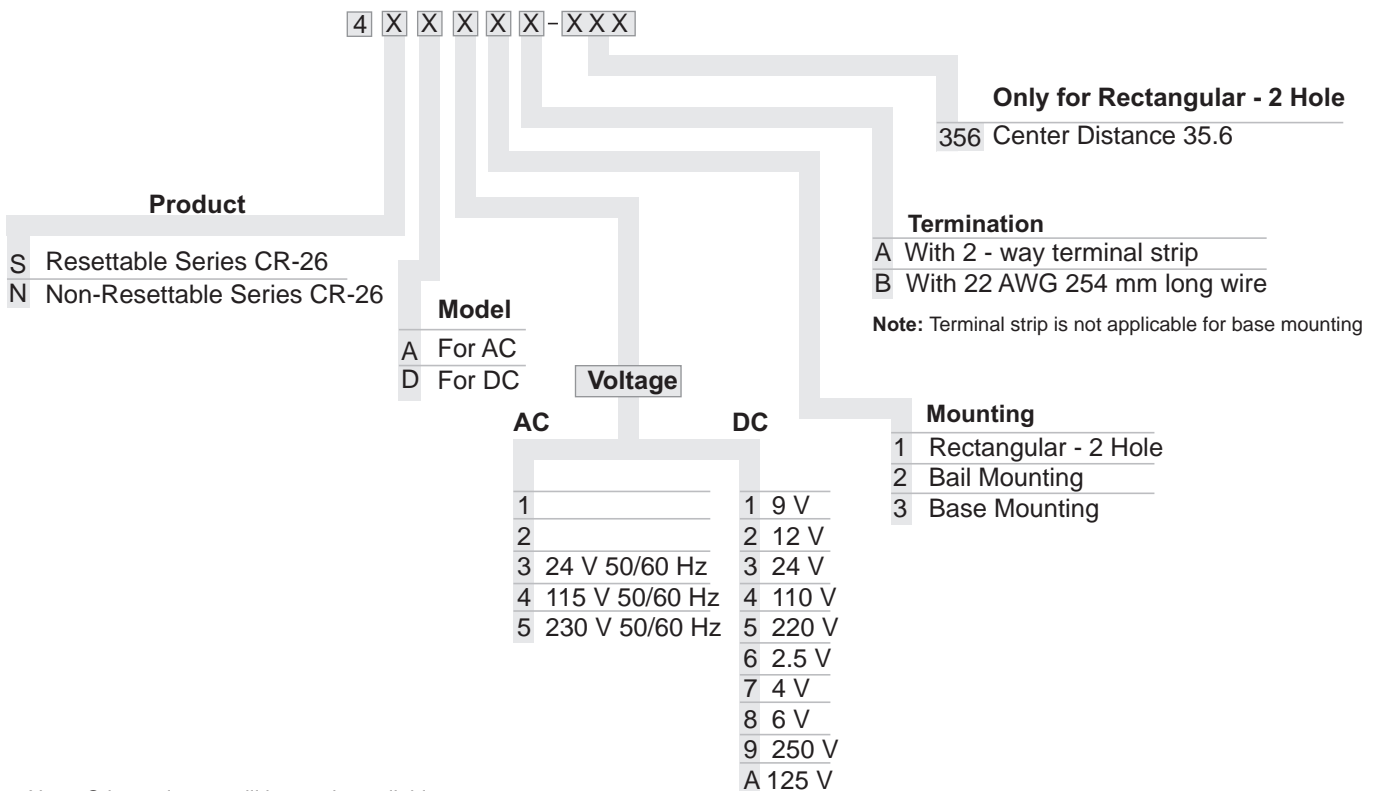 4 X X X X X - X X X
Only for Rectangular - 2 Hole
356 Center Distance 35.6
Product
S Resettable Series CR-26
N Non-Resettable Series CR-26
Termination
A With 2 - way terminal strip
B With 22 AWG 254 mm long wire
Note: Terminal strip is not applicable for base mounting
Model
A For AC
D For DC
Voltage
AC
1
2
3 24 V 50/60 Hz
4 115 V 50/60 Hz
5 230 V 50/60 Hz
DC
1 9 V
2 12 V
3 24 V
4 110 V
5 220 V
6 2.5 V
7 4 V
8 6 V
9 250 V
A 125 V
Mounting
1 Rectangular - 2 Hole
2 Bail Mounting
3 Base Mounting